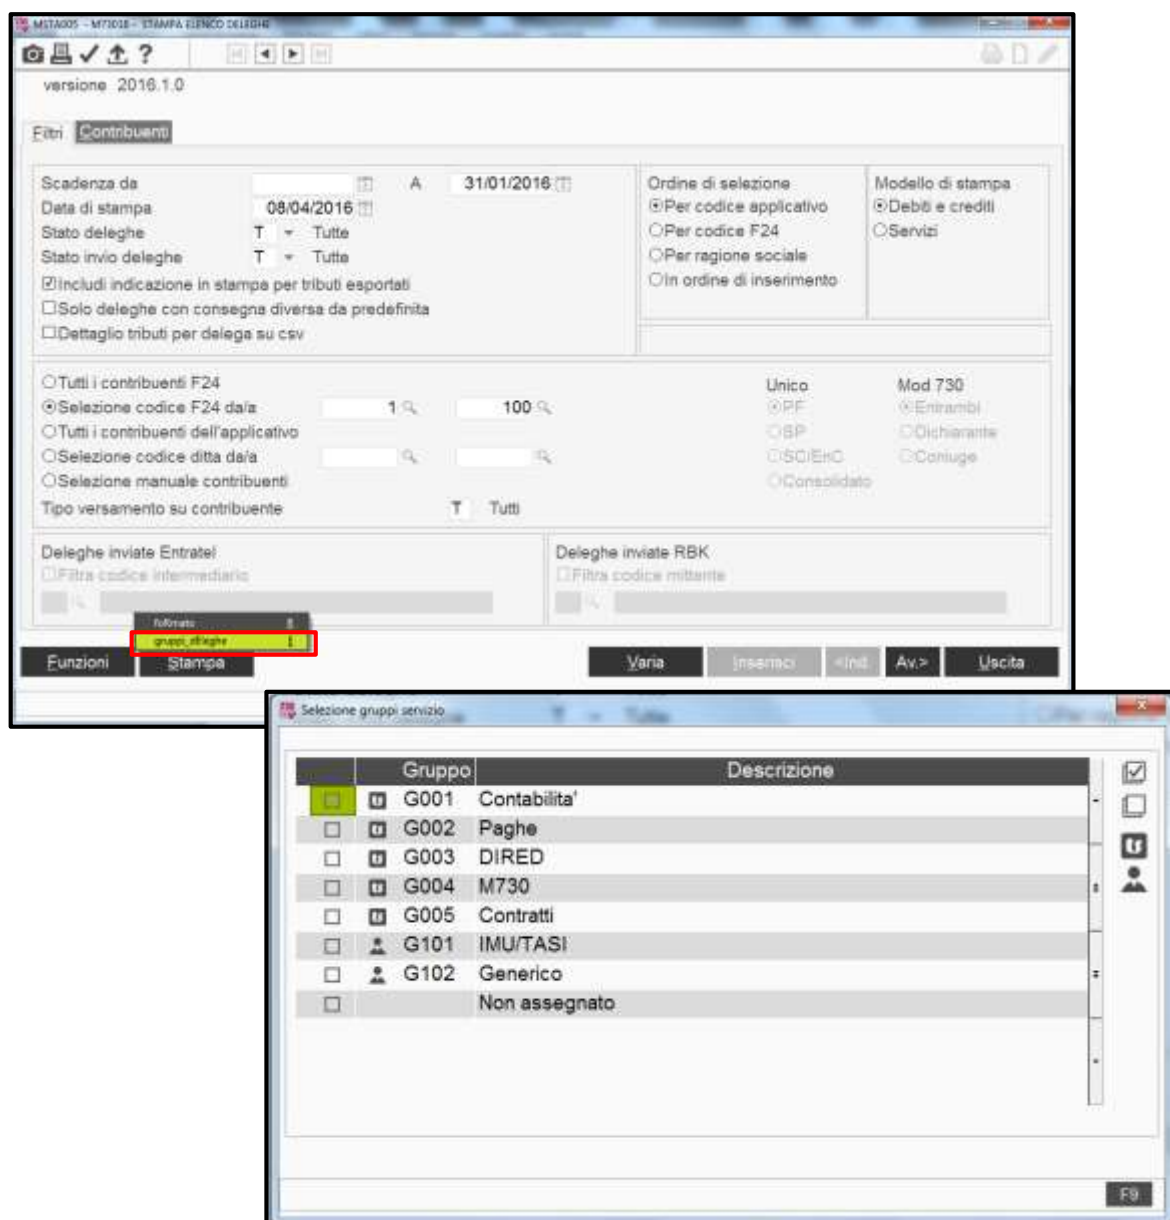 MSTA005 - M73018 - STAMPA ELENCO DELEGHE
?
versione 2016.1.0
Filtri Contribuenti
Scadenza da A 31/01/2016
Data di stampa 08/04/2016
Stato deleghe T Tutte
Stato invio deleghe T Tutte
Includi indicazione in stampa per tributi esportati
Solo deleghe con consegna diversa da predefinita
Dettaglio tributi per delega su csv
Ordine di selezione
Per codice applicativo
Per codice F24
Per ragione sociale
In ordine di inserimento
Modello di stampa
Debiti e crediti
Servizi
Tutti i contribuenti F24
Selezione codice F24 da/a 1 100
Tutti i contribuenti dell'applicativo
Selezione codice ditta da/a
Selezione manuale contribuenti
Tipo versamento su contribuente T Tutti
Unico
PF
SP
SC/EnC
Consolidato
Mod 730
Entrambi
Dichiarante
Coniuge
Deleghe inviate Entratel
Filtra codice intermediario
Deleghe inviate RBK
Filtra codice mittente
Funzioni Stampa Varia Inserisci <Ind. Av.> Uscita
Selezione gruppi servizio
Gruppo Descrizione
G001 Contabilita'
G002 Paghe
G003 DIRED
G004 M730
G005 Contratti
G101 IMU/TASI
G102 Generico
Non assegnato
F9